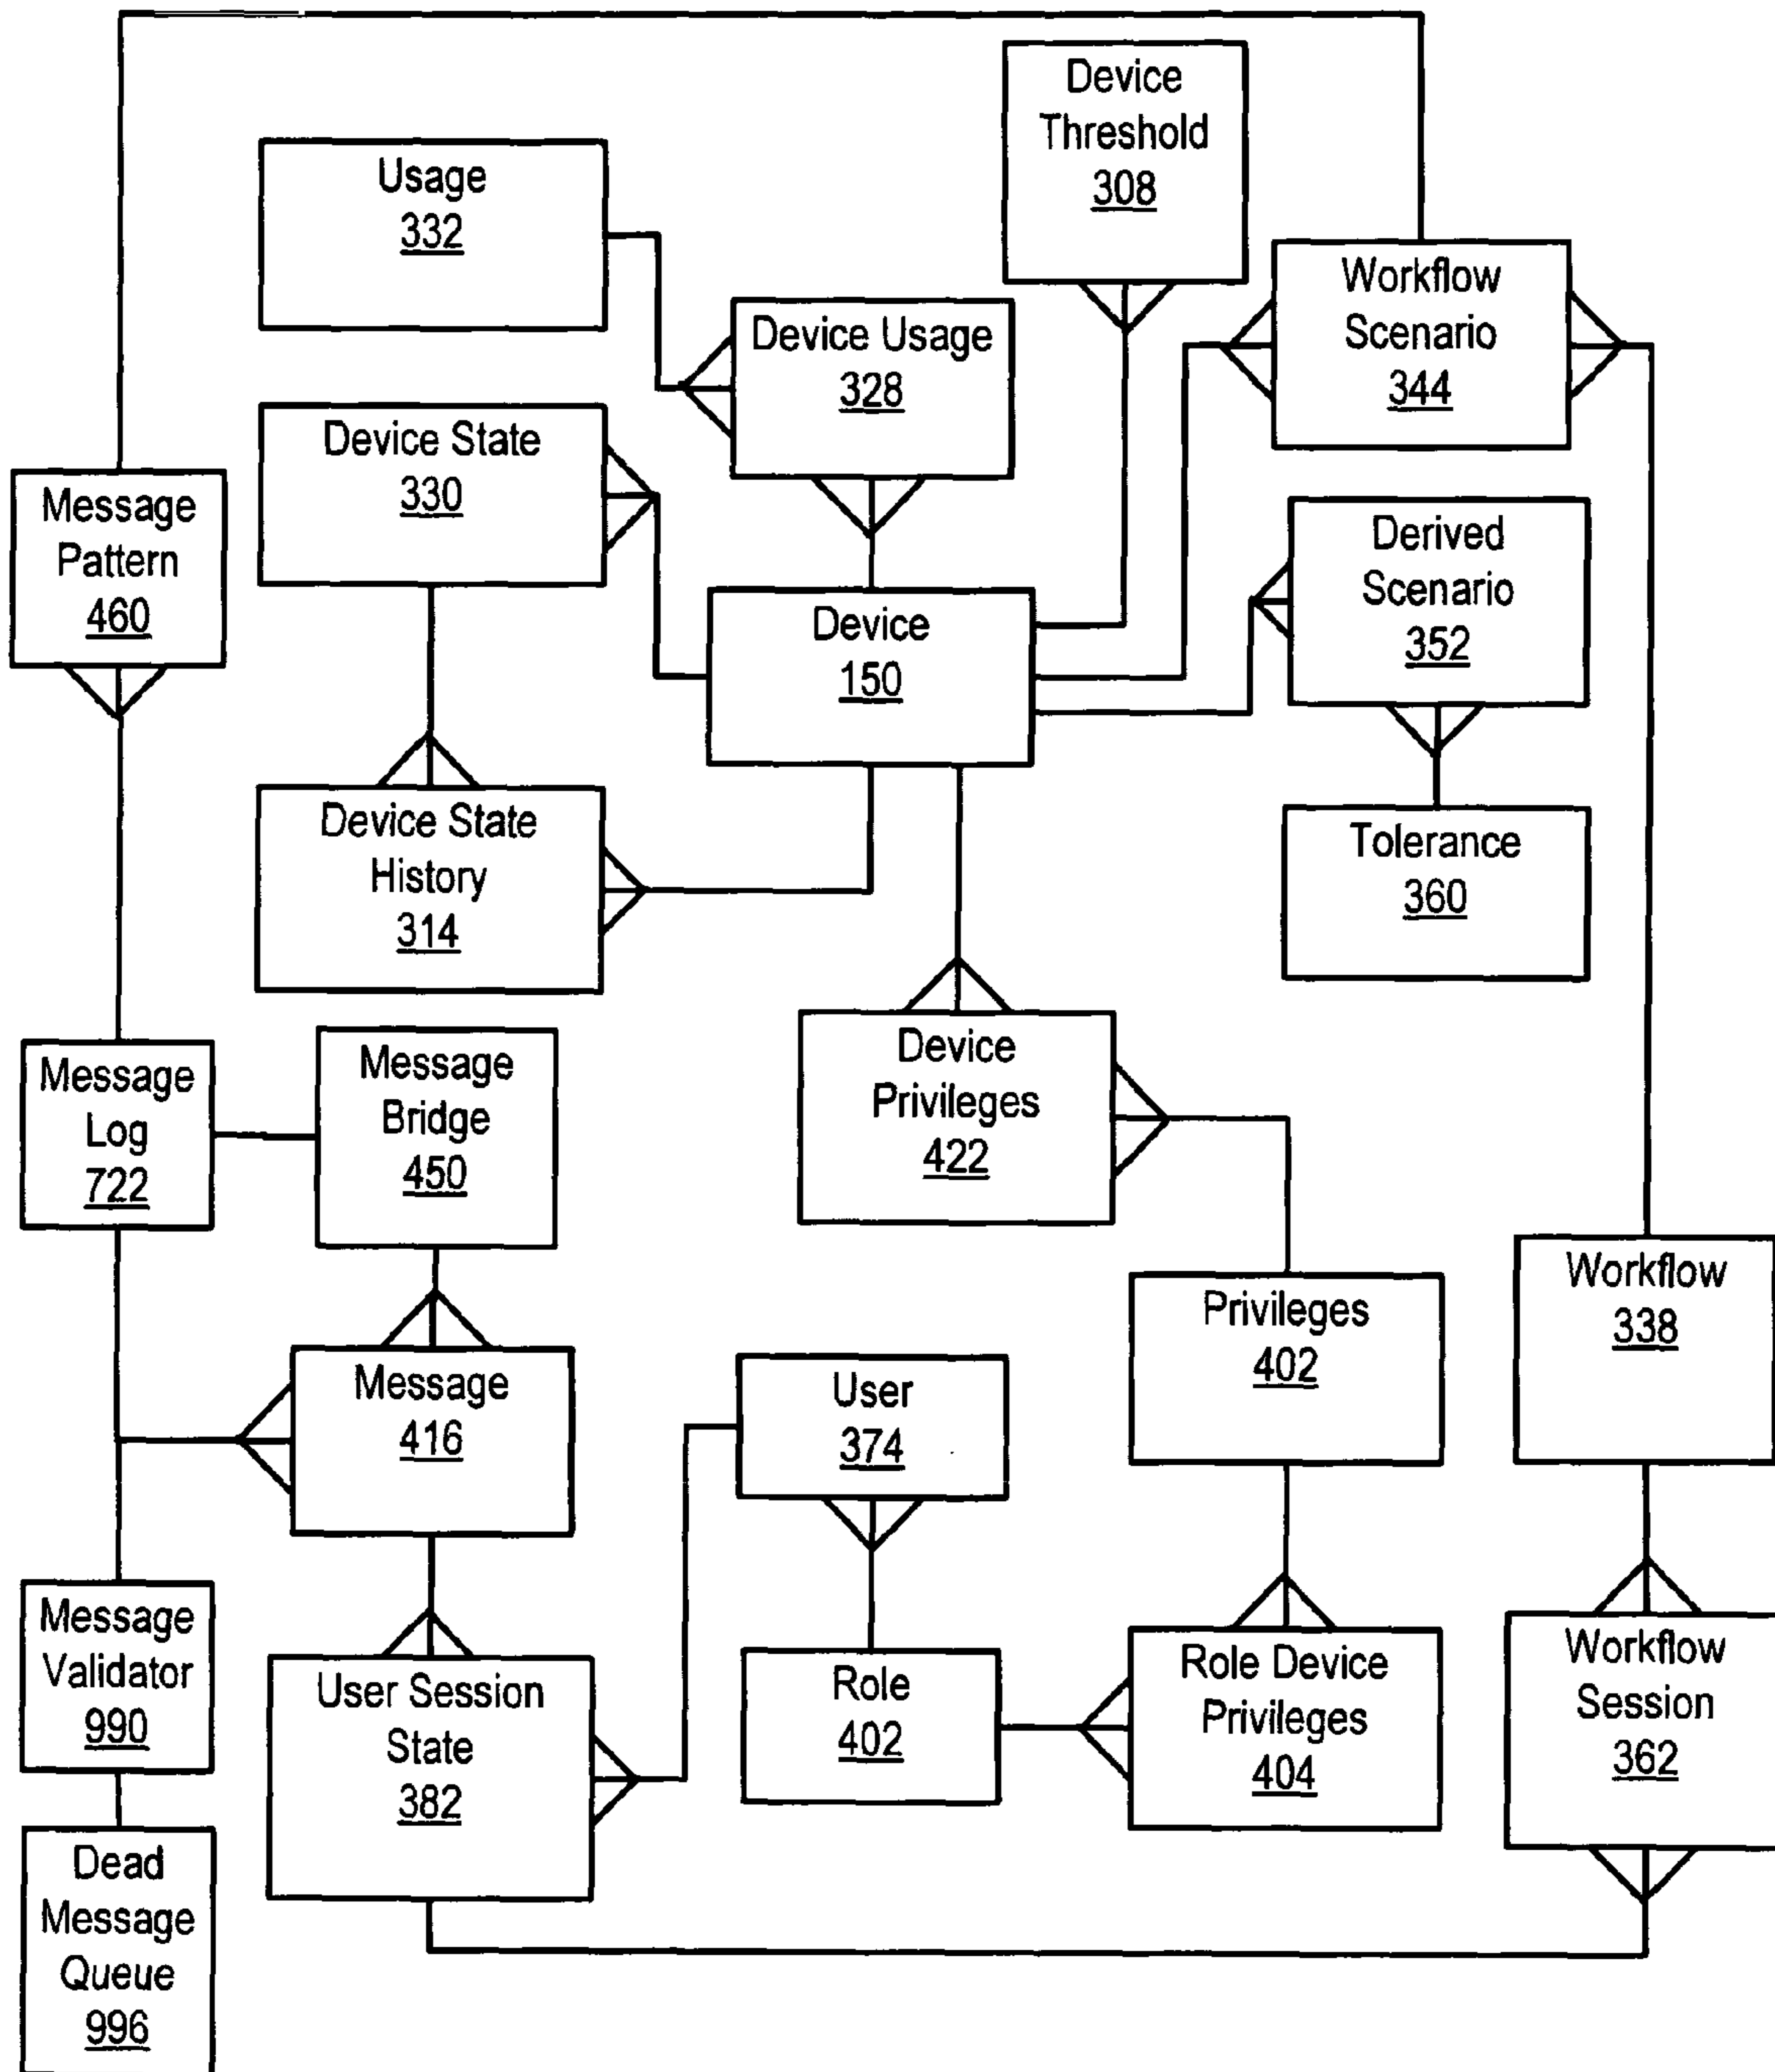 Device
Threshold
308
Usage
332
Workflow
Scenario
344
Device Usage
328
Device State
330
Message
Pattern
460
Derived
Scenario
352
Device
150
Device State
History
314
Tolerance
360
Message
Log
722
Message
Bridge
450
Device
Privileges
422
Privileges
402
Workflow
338
Message
416
User
374
Message
Validator
990
User Session
State
382
Role
402
Role Device
Privileges
404
Workflow
Session
362
Dead
Message
Queue
996